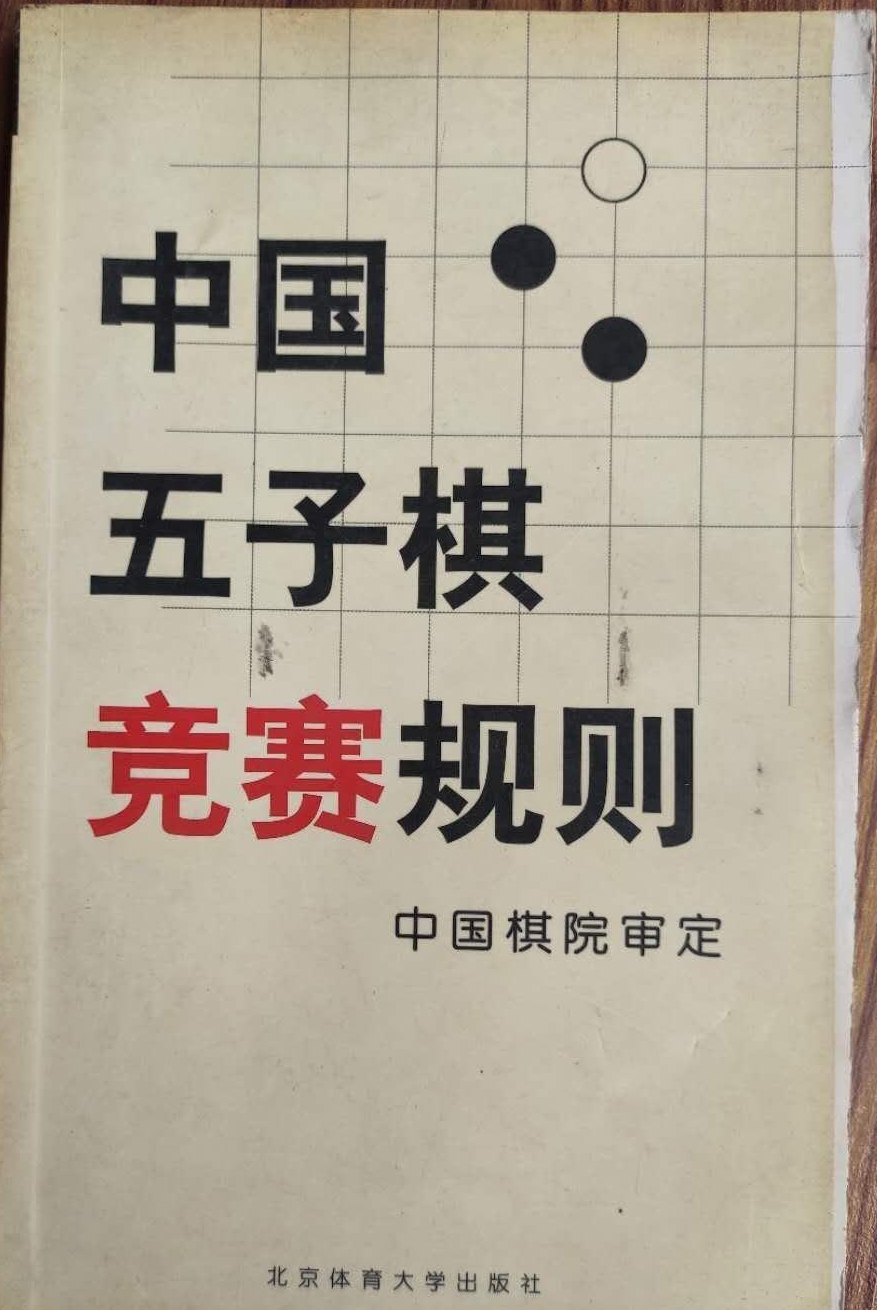 中国
五子棋
竞赛规则
中国棋院审定
北京体育大学出版社